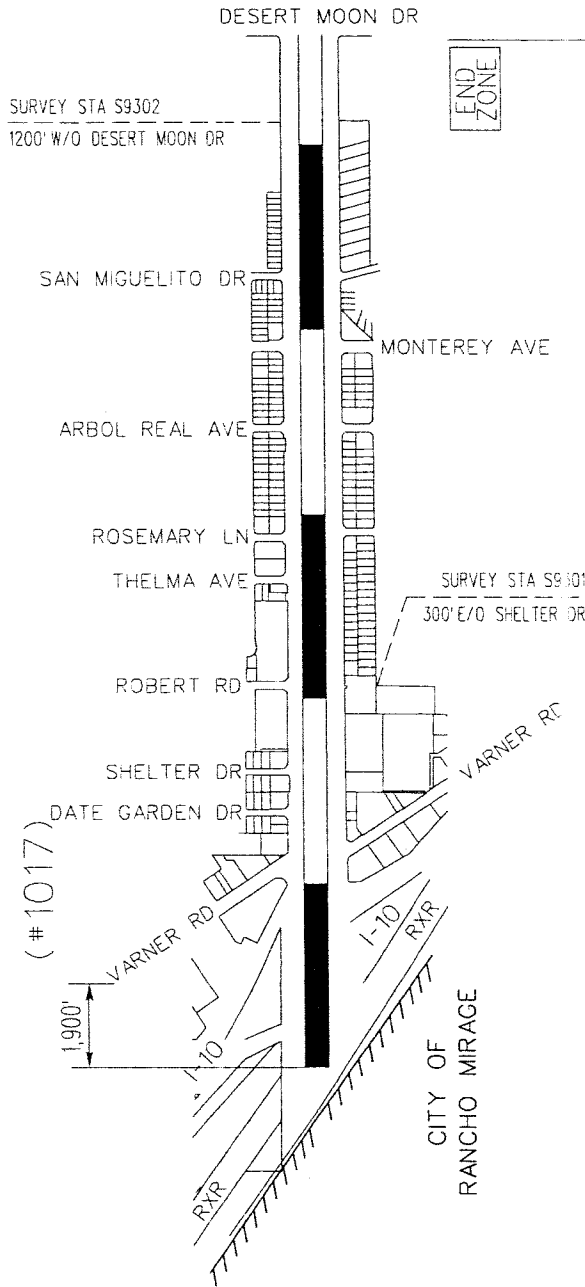 DESERT MOON DR
END
ZONE
SURVEY STA S9302
1200' W/O DESERT MOON DR
SAN MIGUELITO DR
MONTEREY AVE
ARBOL REAL AVE
ROSEMARY LN
THELMA AVE
SURVEY STA S9301
300' E/O SHELTER DR
ROBERT RD
VARNER RD
SHELTER DR
DATE GARDEN DR
(#1017)
VARNER RD
I-10
RXR
1,900'
I-10
CITY OF
RANCHO MIRAGE
RXR